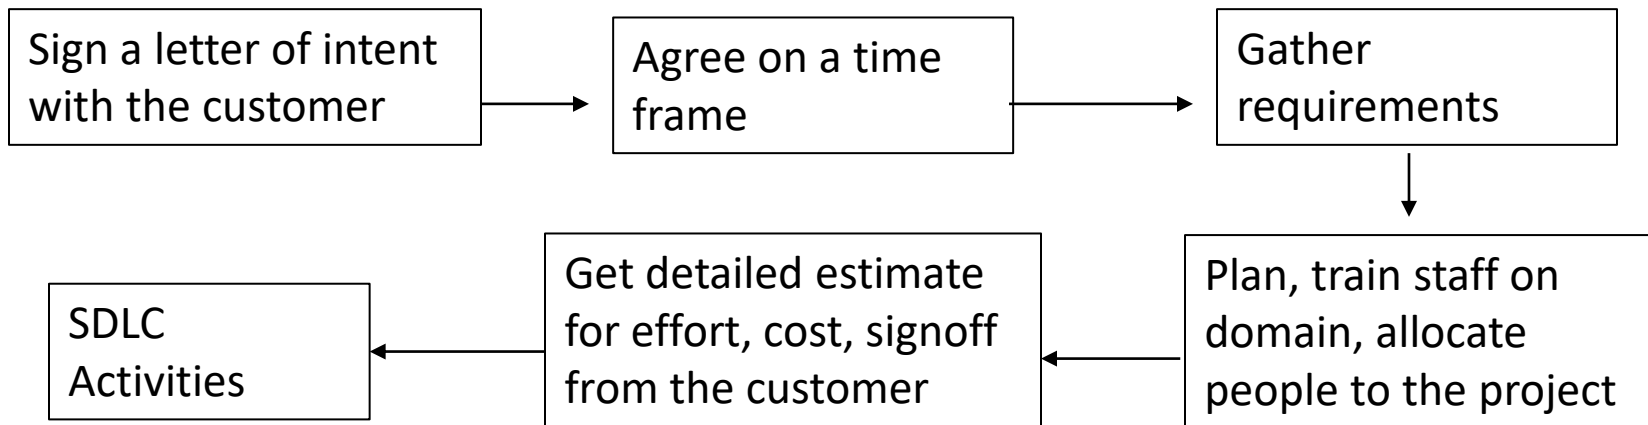 Sign a letter of intent
with the customer
Agree on a time
frame
Gather
requirements
Plan, train staff on
domain, allocate
people to the project
Get detailed estimate
for effort, cost, signoff
from the customer
SDLC
Activities